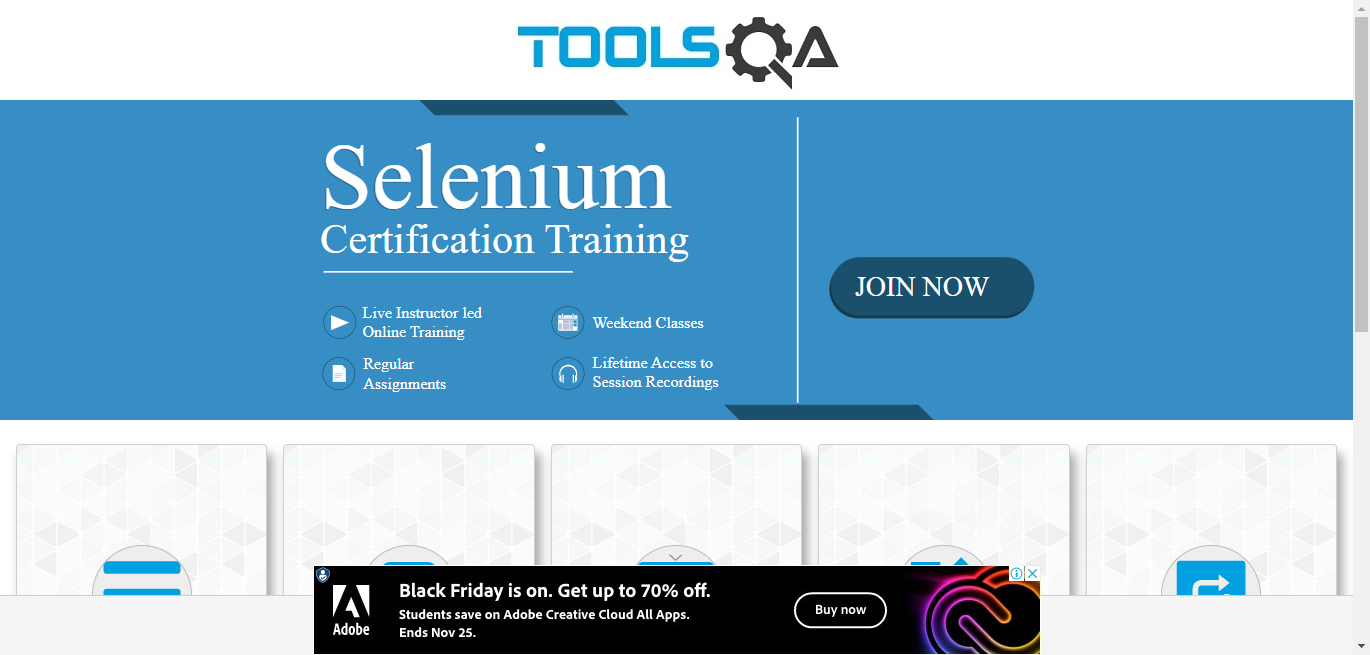 TOOLSQA
Selenium
Certification Training
JOIN NOW
Live Instructor led
Online Training
Weekend Classes
Regular
Assignments
Lifetime Access to
Session Recordings
Adobe
Black Friday is on. Get up to 70% off.
Students save on Adobe Creative Cloud All Apps.
Ends Nov 25.
Buy now